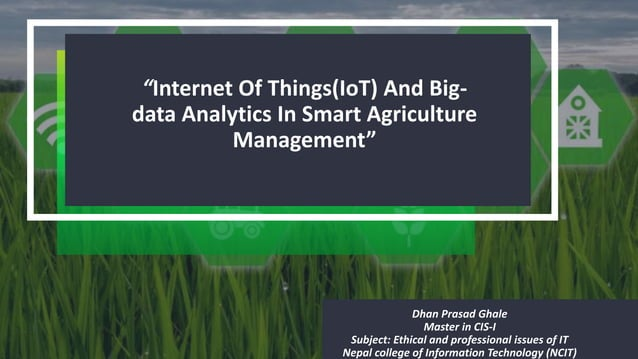 “Internet Of Things(IoT) And Big-
data Analytics In Smart Agriculture
Management”
Dhan Prasad Ghale
Master in CIS-I
Subject: Ethical and professional issues of IT
Nepal college of Information Technology (NCIT)